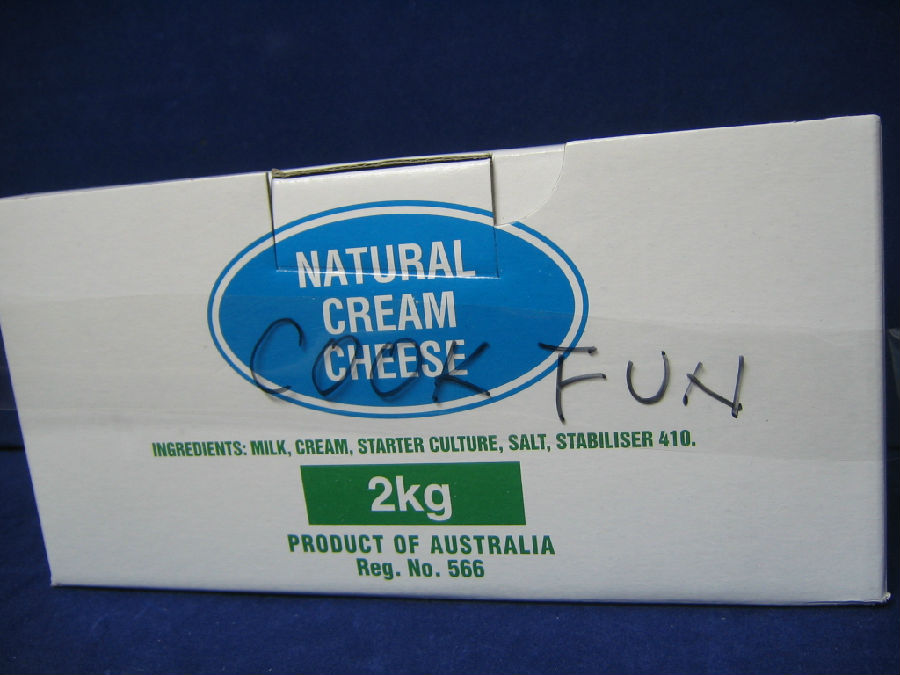 NATURAL
CREAM
CHEESE
COOK FUN
INGREDIENTS: MILK, CREAM, STARTER CULTURE, SALT, STABILISER 410.
2kg
PRODUCT OF AUSTRALIA
Reg. No. 566